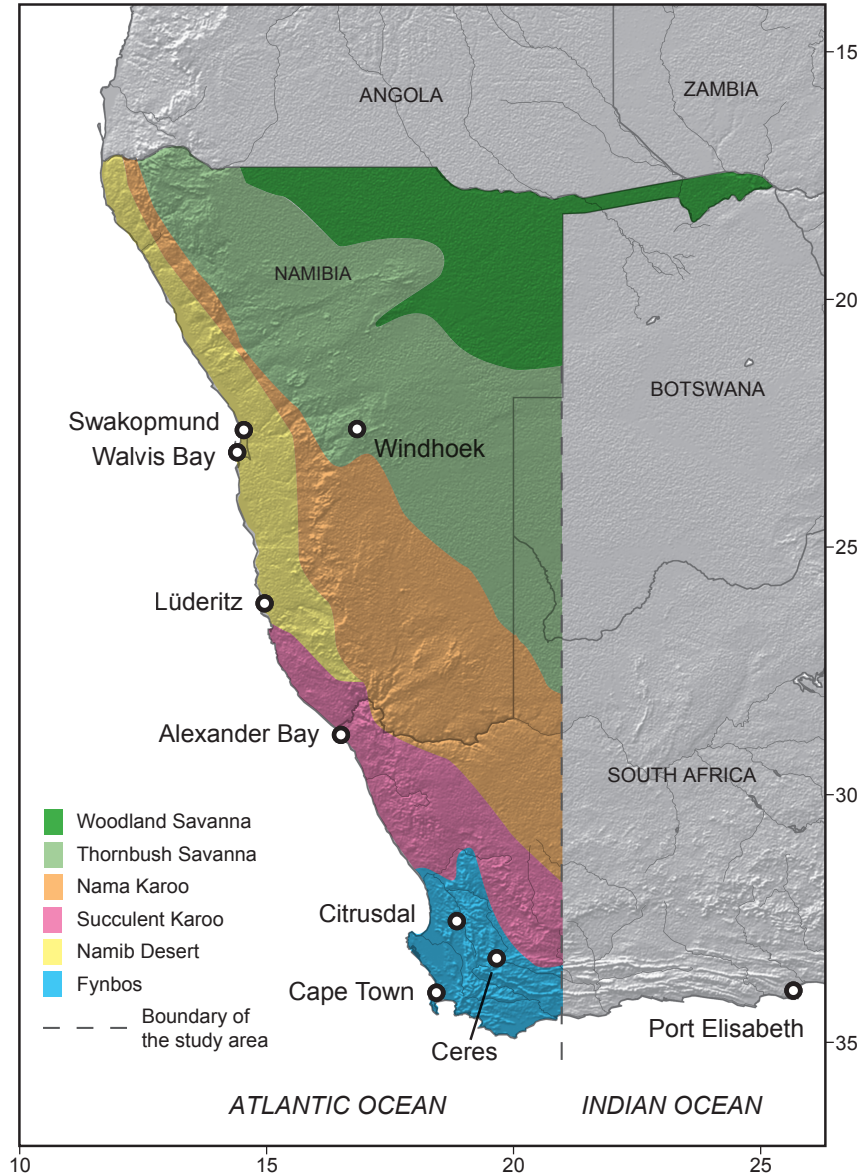 ANGOLA
ZAMBIA
15
NAMIBIA
20
BOTSWANA
Swakopmund
Walvis Bay
Windhoek
25
Lüderitz
Alexander Bay
SOUTH AFRICA
30
Woodland Savanna
Thornbush Savanna
Nama Karoo
Succulent Karoo
Namib Desert
Fynbos
Boundary of
the study area
Citrusdal
Cape Town
Ceres
Port Elisabeth
35
ATLANTIC OCEAN
INDIAN OCEAN
10
15
20
25